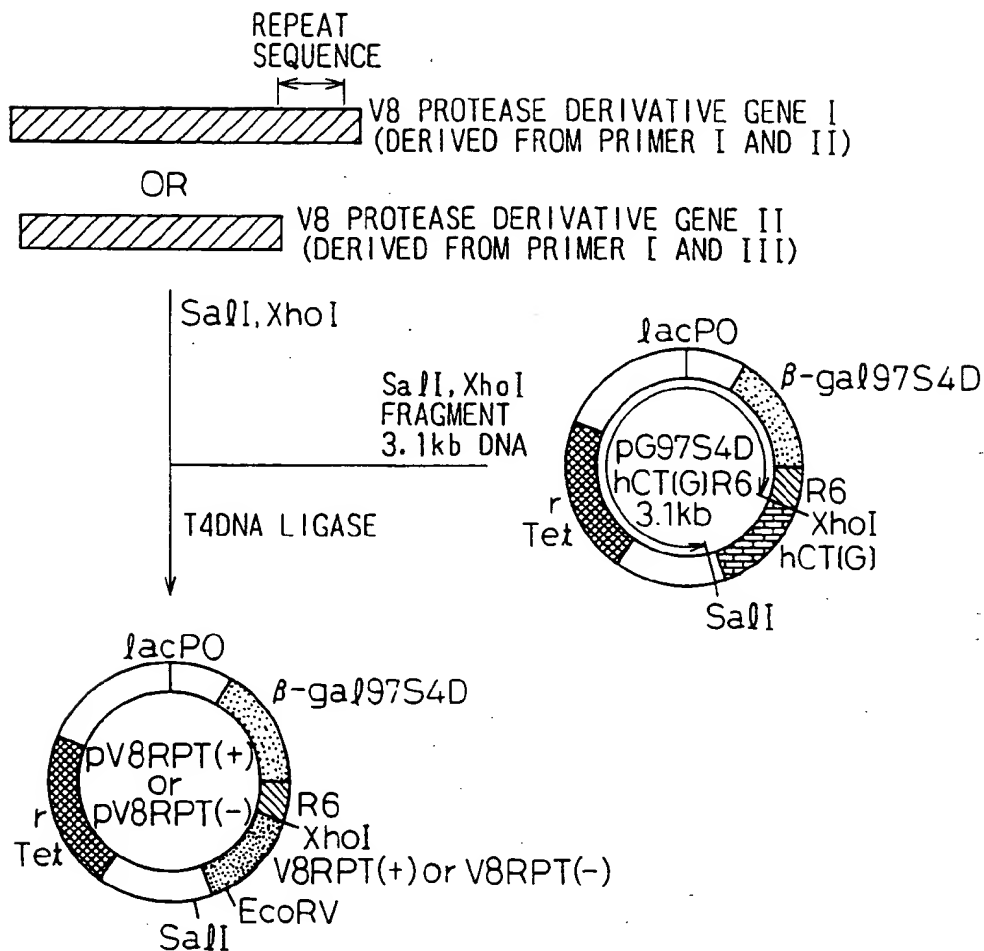 REPEAT
SEQUENCE
V8 PROTEASE DERIVATIVE GENE I
(DERIVED FROM PRIMER I AND II)
OR
V8 PROTEASE DERIVATIVE GENE II
(DERIVED FROM PRIMER I AND III)
SalI, XhoI
SalI, XhoI
FRAGMENT
3.1kb DNA
T4DNA LIGASE
lacPO
β-gal97S4D
pG97S4D
hCT(G)R6
3.1kb
R6
XhoI
hCT(G)
r
Tet
SalI
lacPO
β-gal97S4D
pV8RPT(+)
or
pV8RPT(-)
R6
XhoI
r
Tet
V8RPT(+) or V8RPT(-)
EcoRV
SalI